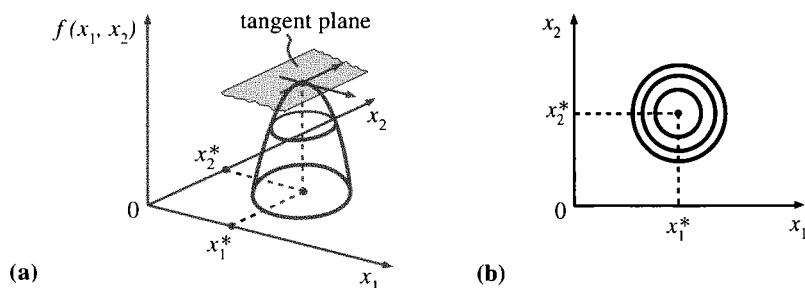 f(x₁, x₂)
tangent plane
x₂
x₂*
0
x₁*
x₁
(a)
x₂
x₂*
0
x₁*
x₁
(b)